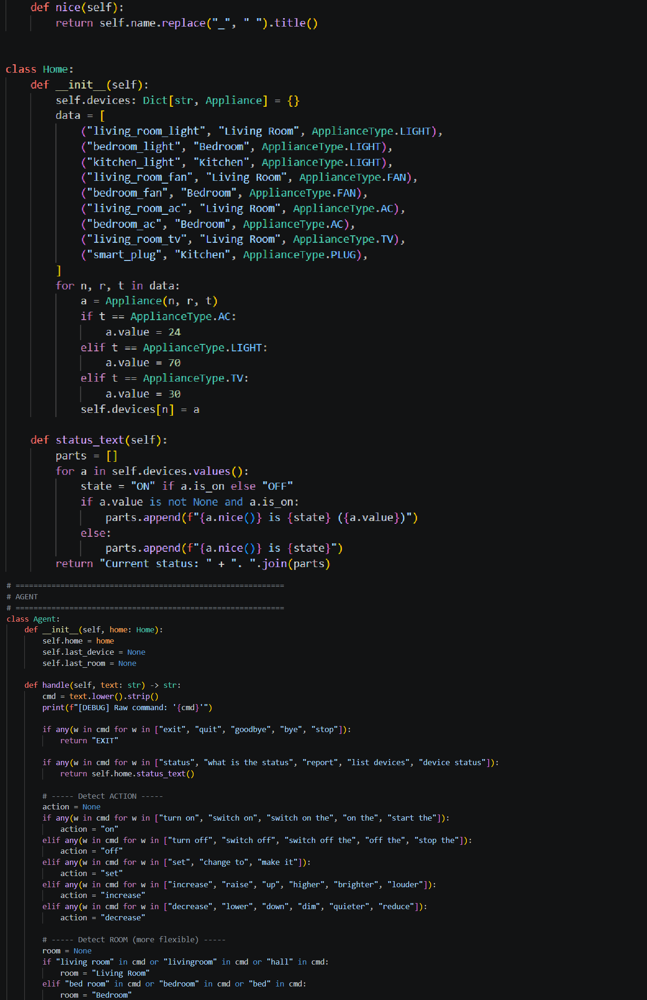 def nice(self):
return self.name.replace("_", " ").title()
class Home:
def __init__(self):
self.devices: Dict[str, Appliance] = {}
data = [
("living_room_light", "Living Room", ApplianceType.LIGHT),
("bedroom_light", "Bedroom", ApplianceType.LIGHT),
("kitchen_light", "Kitchen", ApplianceType.LIGHT),
("living_room_fan", "Living Room", ApplianceType.FAN),
("bedroom_fan", "Bedroom", ApplianceType.FAN),
("living_room_ac", "Living Room", ApplianceType.AC),
("bedroom_ac", "Bedroom", ApplianceType.AC),
("living_room_tv", "Living Room", ApplianceType.TV),
("smart_plug", "Kitchen", ApplianceType.PLUG),
]
for n, r, t in data:
a = Appliance(n, r, t)
if t == ApplianceType.AC:
a.value = 24
elif t == ApplianceType.LIGHT:
a.value = 70
elif t == ApplianceType.TV:
a.value = 30
self.devices[n] = a
def status_text(self):
parts = []
for a in self.devices.values():
state = "ON" if a.is_on else "OFF"
if a.value is not None and a.is_on:
parts.append(f"{a.nice()} is {state} ({a.value})")
else:
parts.append(f"{a.nice()} is {state}")
return "Current status: " + ". ".join(parts)
# ============================================================
# AGENT
# ============================================================
class Agent:
def __init__(self, home: Home):
self.home = home
self.last_device = None
self.last_room = None
def handle(self, text: str) -> str:
cmd = text.lower().strip()
print(f"[DEBUG] Raw command: '{cmd}'")
if any(w in cmd for w in ["exit", "quit", "goodbye", "bye", "stop"]):
return "EXIT"
if any(w in cmd for w in ["status", "what is the status", "report", "list devices", "device status"]):
return self.home.status_text()
# ----- Detect ACTION -----
action = None
if any(w in cmd for w in ["turn on", "switch on", "switch on the", "on the", "start the"]):
action = "on"
elif any(w in cmd for w in ["turn off", "switch off", "switch off the", "off the", "stop the"]):
action = "off"
elif any(w in cmd for w in ["set", "change to", "make it"]):
action = "set"
elif any(w in cmd for w in ["increase", "raise", "up", "higher", "brighter", "louder"]):
action = "increase"
elif any(w in cmd for w in ["decrease", "lower", "down", "dim", "quieter", "reduce"]):
action = "decrease"
# ----- Detect ROOM (more flexible) -----
room = None
if "living room" in cmd or "livingroom" in cmd or "hall" in cmd:
room = "Living Room"
elif "bed room" in cmd or "bedroom" in cmd or "bed" in cmd:
room = "Bedroom"